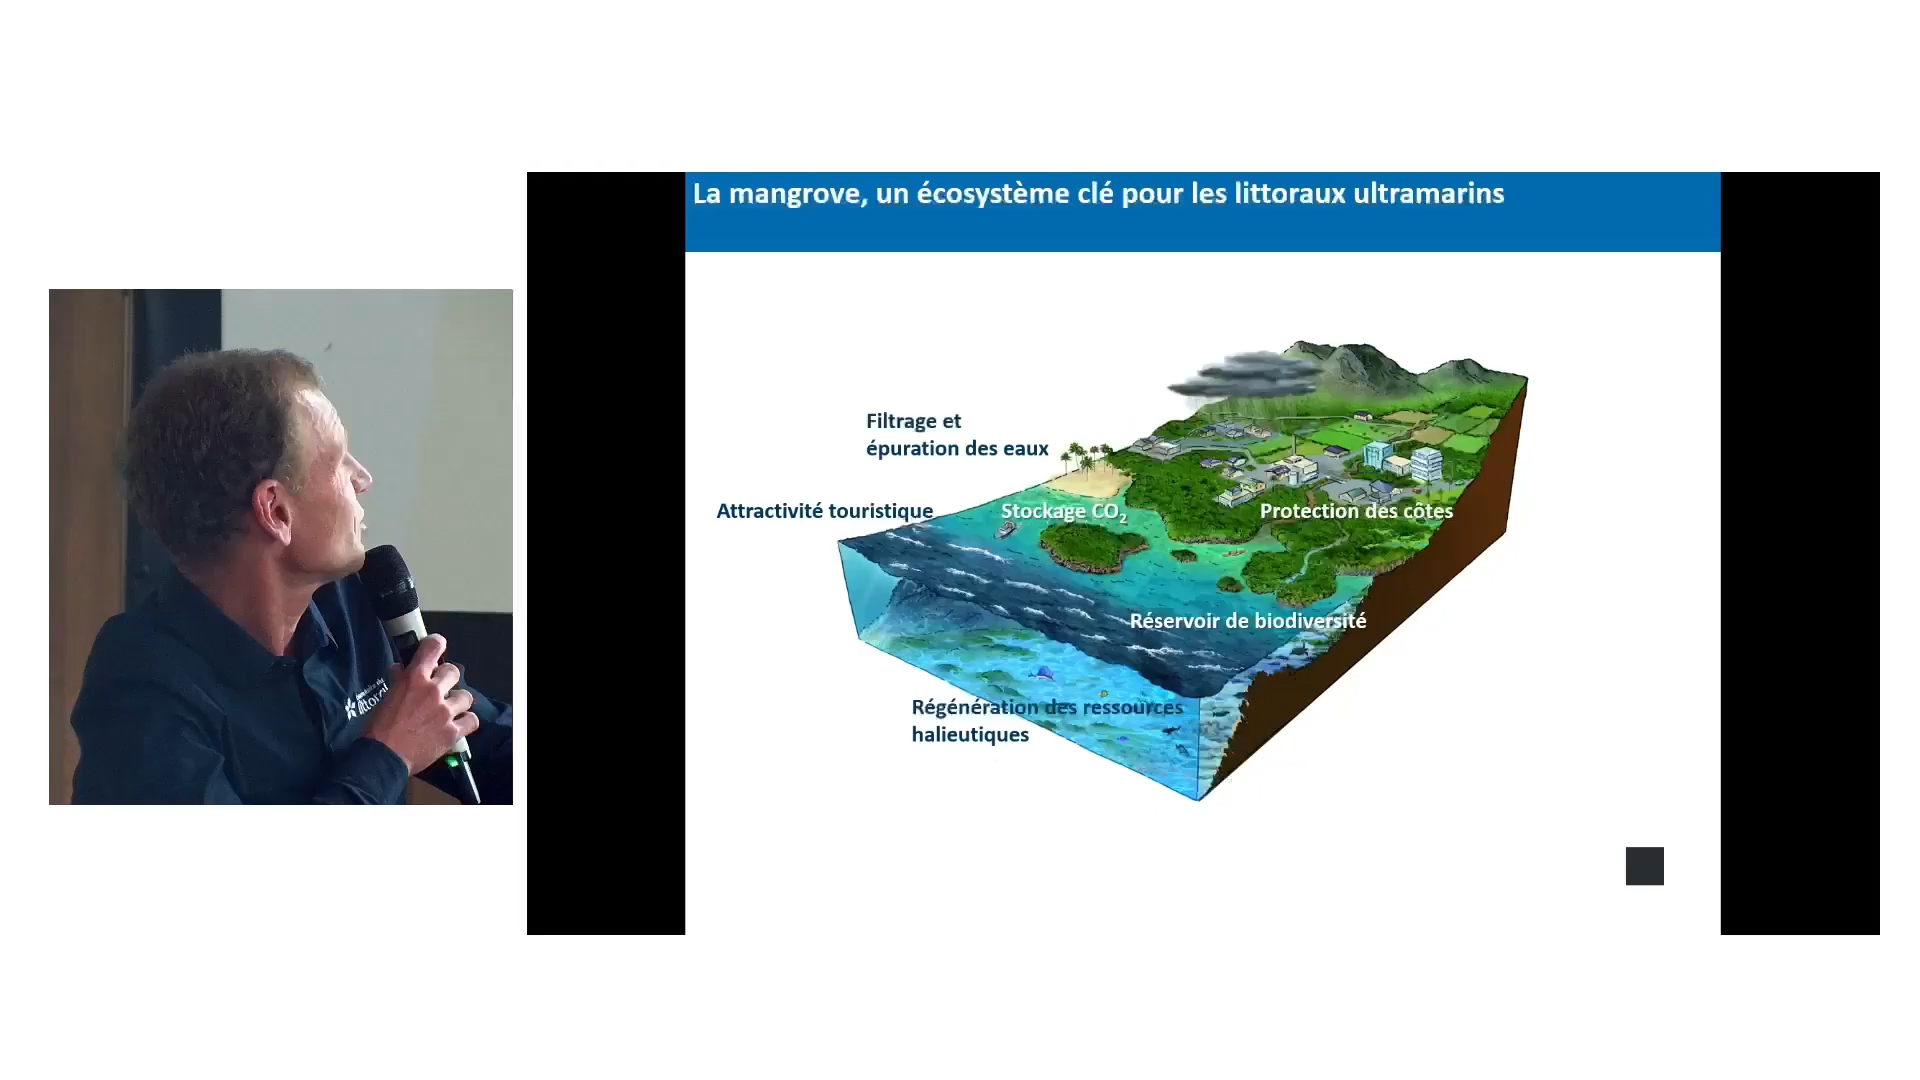 La mangrove, un écosystème clé pour les littoraux ultramarins
Filtrage et
épuration des eaux
Attractivité touristique
Stockage CO₂
Protection des côtes
Réservoir de biodiversité
Régénération des ressources
halieutiques
littoral